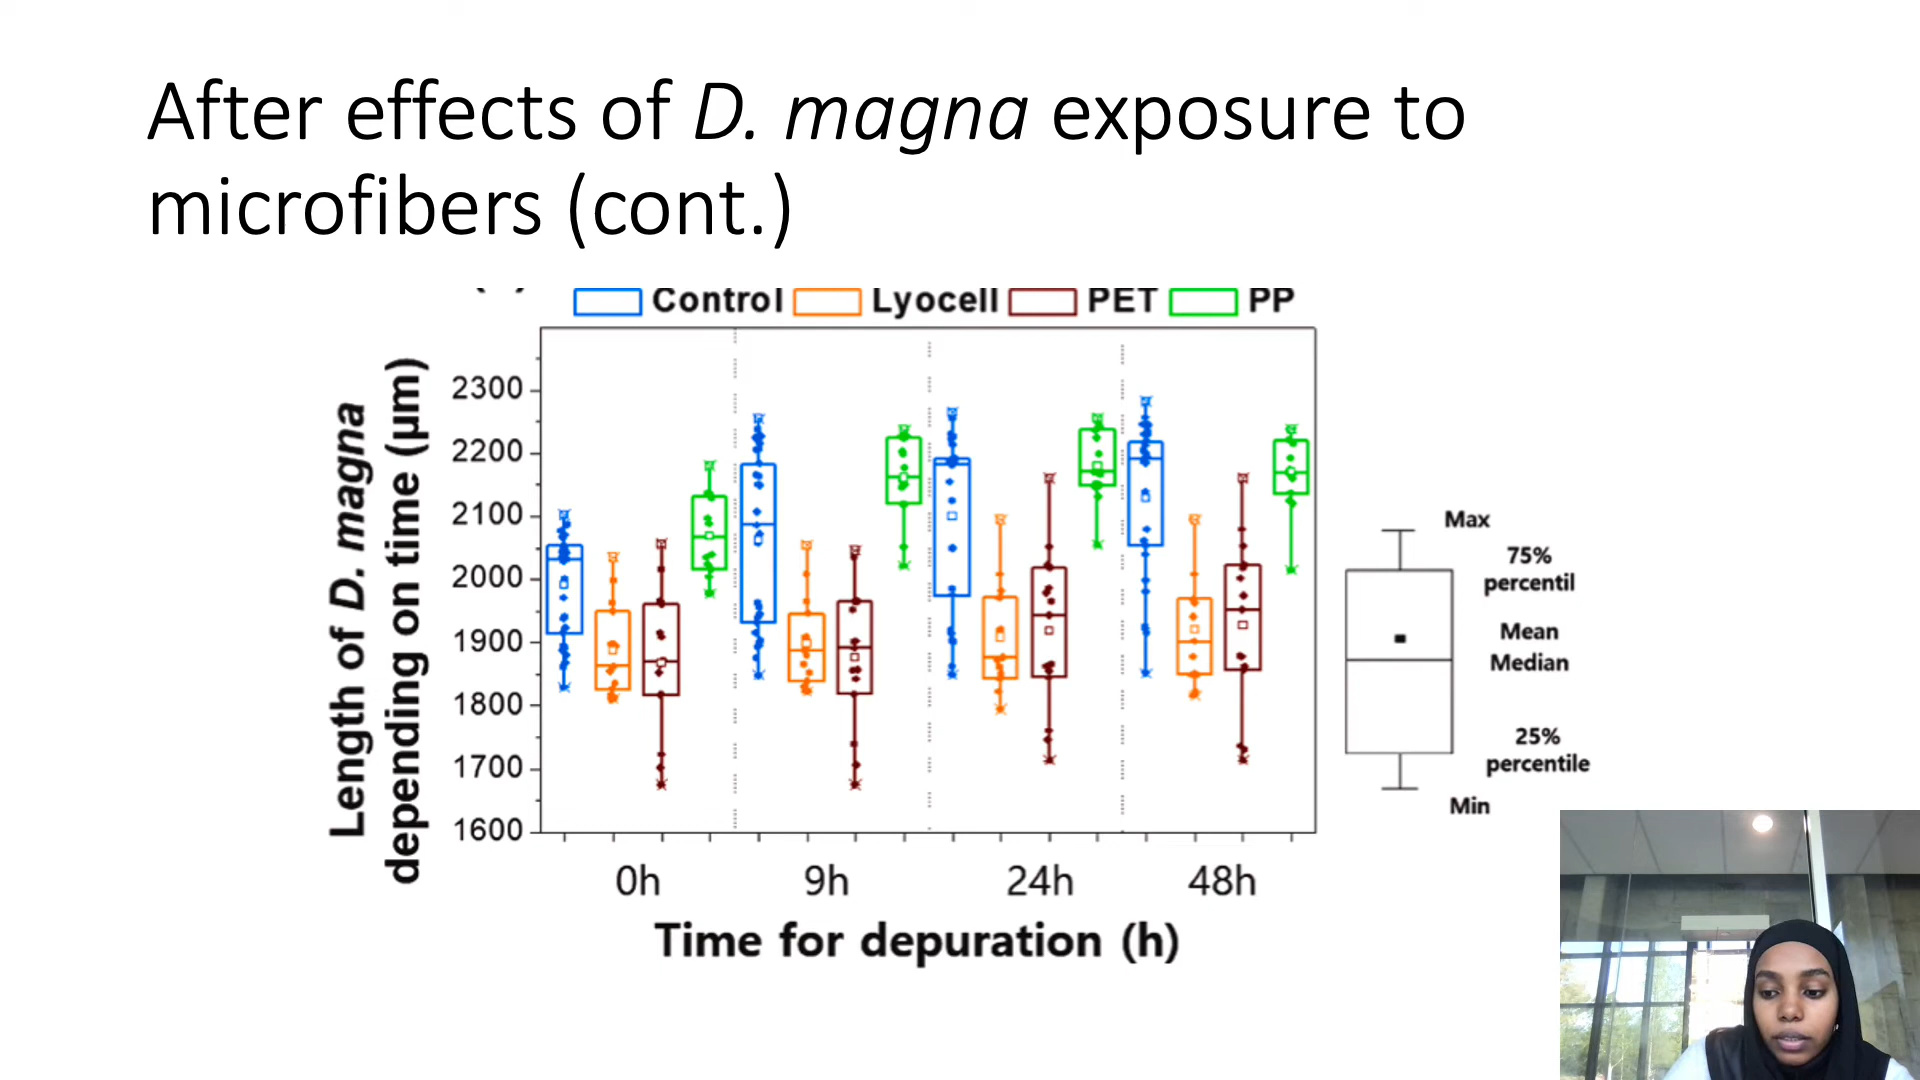 After effects of D. magna exposure to
microfibers (cont.)
Control Lyocell PET PP
Length of D. magna
depending on time (μm)
2300
2200
2100
2000
1900
1800
1700
1600
0h 9h 24h 48h
Time for depuration (h)
Max
75%
percentil
Mean
Median
25%
percentile
Min